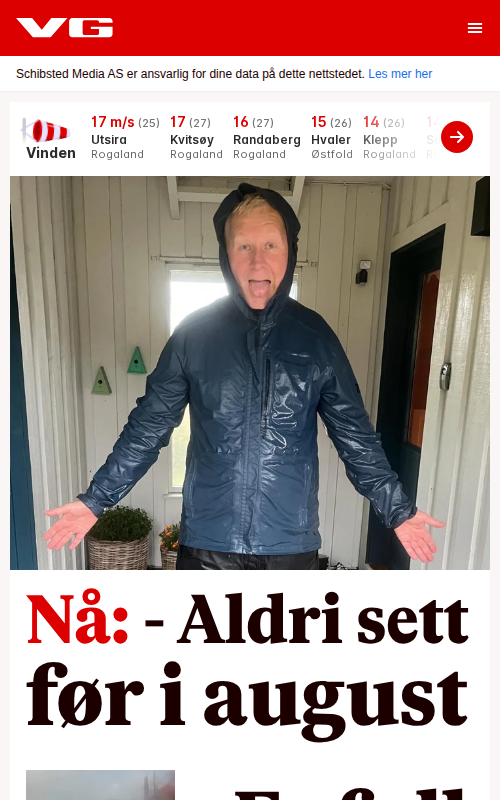 VG
Schibsted Media AS er ansvarlig for dine data på dette nettstedet. Les mer her
Vinden
17 m/s (25)
Utsira
Rogaland
17 (27)
Kvitsøy
Rogaland
16 (27)
Randaberg
Rogaland
15 (26)
Hvaler
Østfold
14 (26)
Klepp
Rogaland
Nå: - Aldri sett
før i august